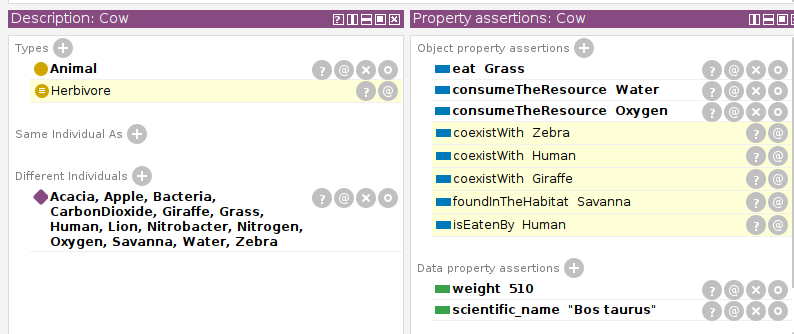 Description: Cow
Types
Animal
Herbivore
Same Individual As
Different Individuals
Acacia, Apple, Bacteria,
CarbonDioxide, Giraffe, Grass,
Human, Lion, Nitrobacter, Nitrogen,
Oxygen, Savanna, Water, Zebra
Property assertions: Cow
Object property assertions
eat Grass
consumeTheResource Water
consumeTheResource Oxygen
coexistWith Zebra
coexistWith Human
coexistWith Giraffe
foundInTheHabitat Savanna
isEatenBy Human
Data property assertions
weight 510
scientific_name "Bos taurus"